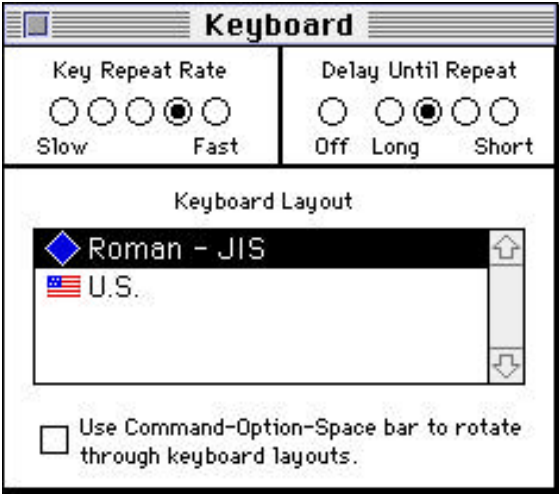 Keyboard
Key Repeat Rate
Slow Fast
Delay Until Repeat
Off Long Short
Keyboard Layout
Roman - JIS
U.S.
Use Command-Option-Space bar to rotate
through keyboard layouts.